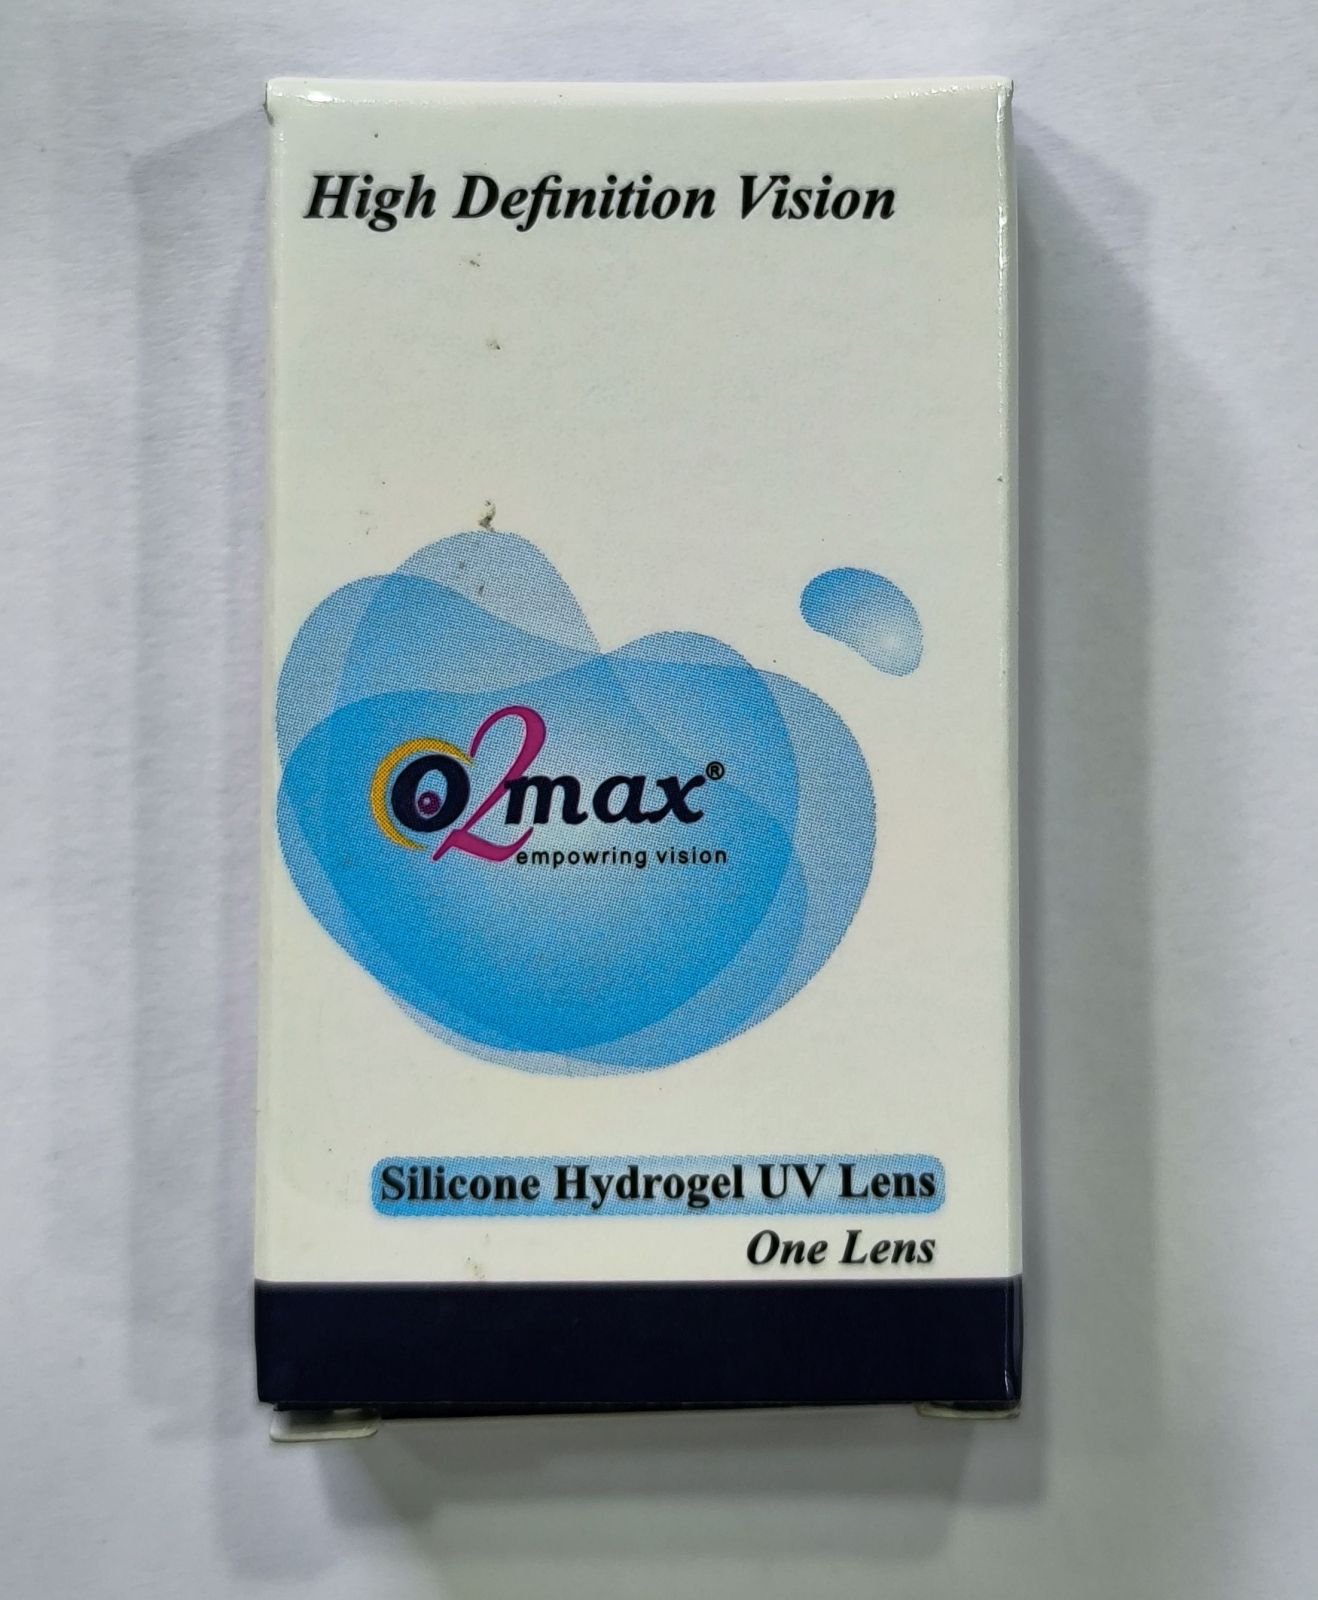 High Definition Vision
O2max®
empowring vision
Silicone Hydrogel UV Lens
One Lens